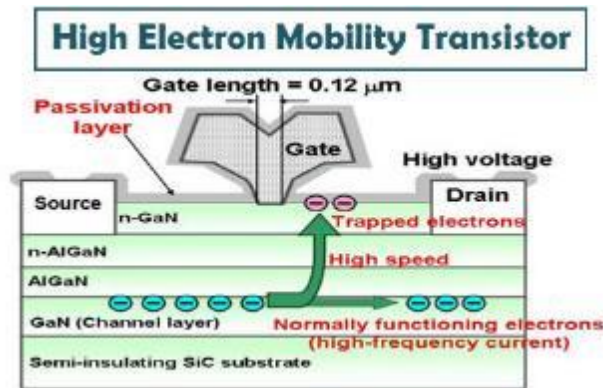 High Electron Mobility Transistor
Gate length = 0.12 μm
Passivation
layer
Gate
High voltage
Source
Drain
n-GaN
Trapped electrons
n-AlGaN
High speed
AlGaN
GaN (Channel layer)
Normally functioning electrons
(high-frequency current)
Semi-insulating SiC substrate